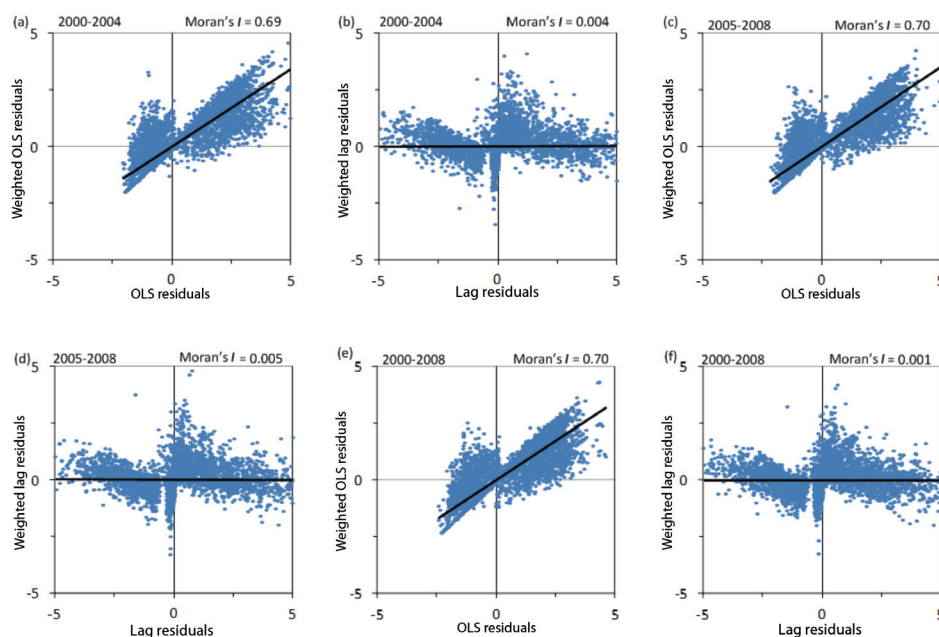 (a) 2000-2004 Moran's I = 0.69
5
0
-5
-5 0 5
Weighted OLS residuals
OLS residuals
(b) 2000-2004 Moran's I = 0.004
5
0
-5
-5 0 5
Weighted lag residuals
Lag residuals
(c) 2005-2008 Moran's I = 0.70
5
0
-5
-5 0 5
Weighted OLS residuals
OLS residuals
(d) 2005-2008 Moran's I = 0.005
5
0
-5
-5 0 5
Weighted lag residuals
Lag residuals
(e) 2000-2008 Moran's I = 0.70
5
0
-5
-5 0 5
Weighted OLS residuals
OLS residuals
(f) 2000-2008 Moran's I = 0.001
5
0
-5
-5 0 5
Weighted lag residuals
Lag residuals